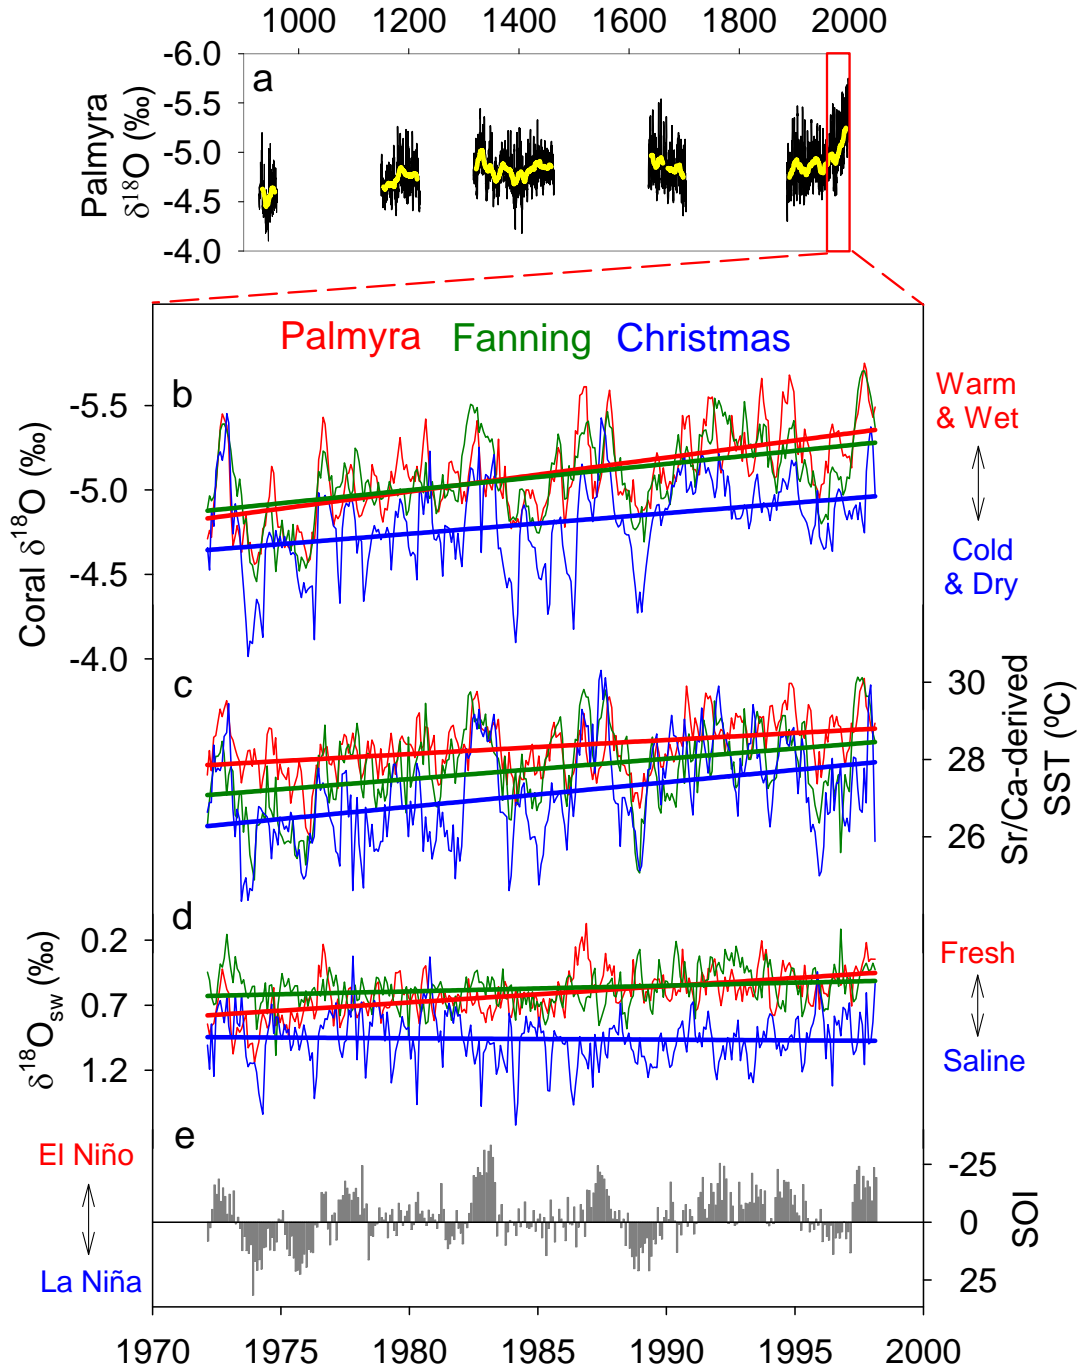 1000 1200 1400 1600 1800 2000
-6.0
-5.5
-5.0
-4.5
-4.0
Palmyra
δ18O (‰)
a
Palmyra Fanning Christmas
b
-5.5
-5.0
-4.5
-4.0
Coral δ18O (‰)
Warm
& Wet
Cold
& Dry
c
30
28
26
Sr/Ca-derived
SST (ºC)
d
0.2
0.7
1.2
δ18Osw (‰)
Fresh
Saline
e
El Niño
La Niña
-25
0
25
SOI
1970 1975 1980 1985 1990 1995 2000